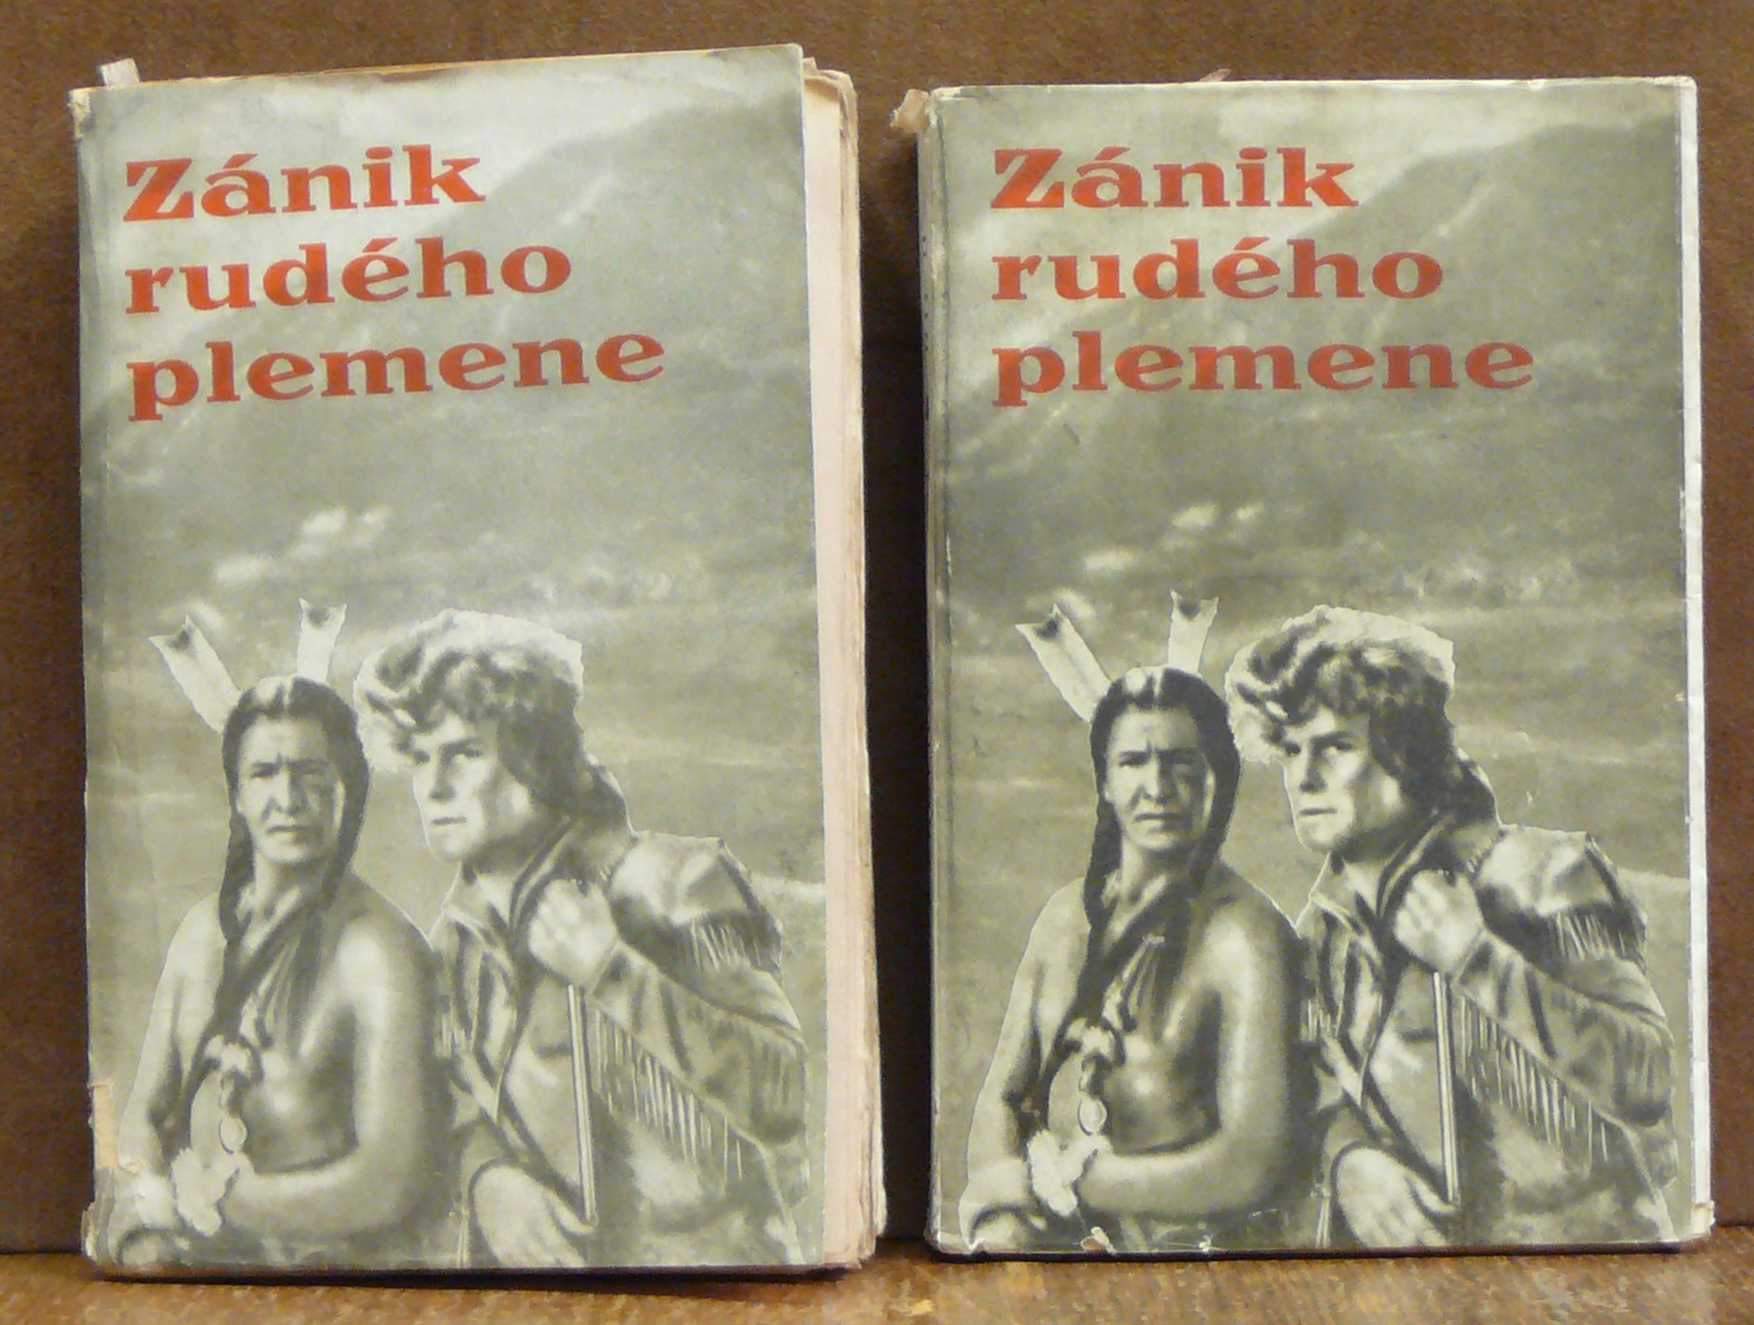 Zánik
rudého
plemene
Zánik
rudého
plemene